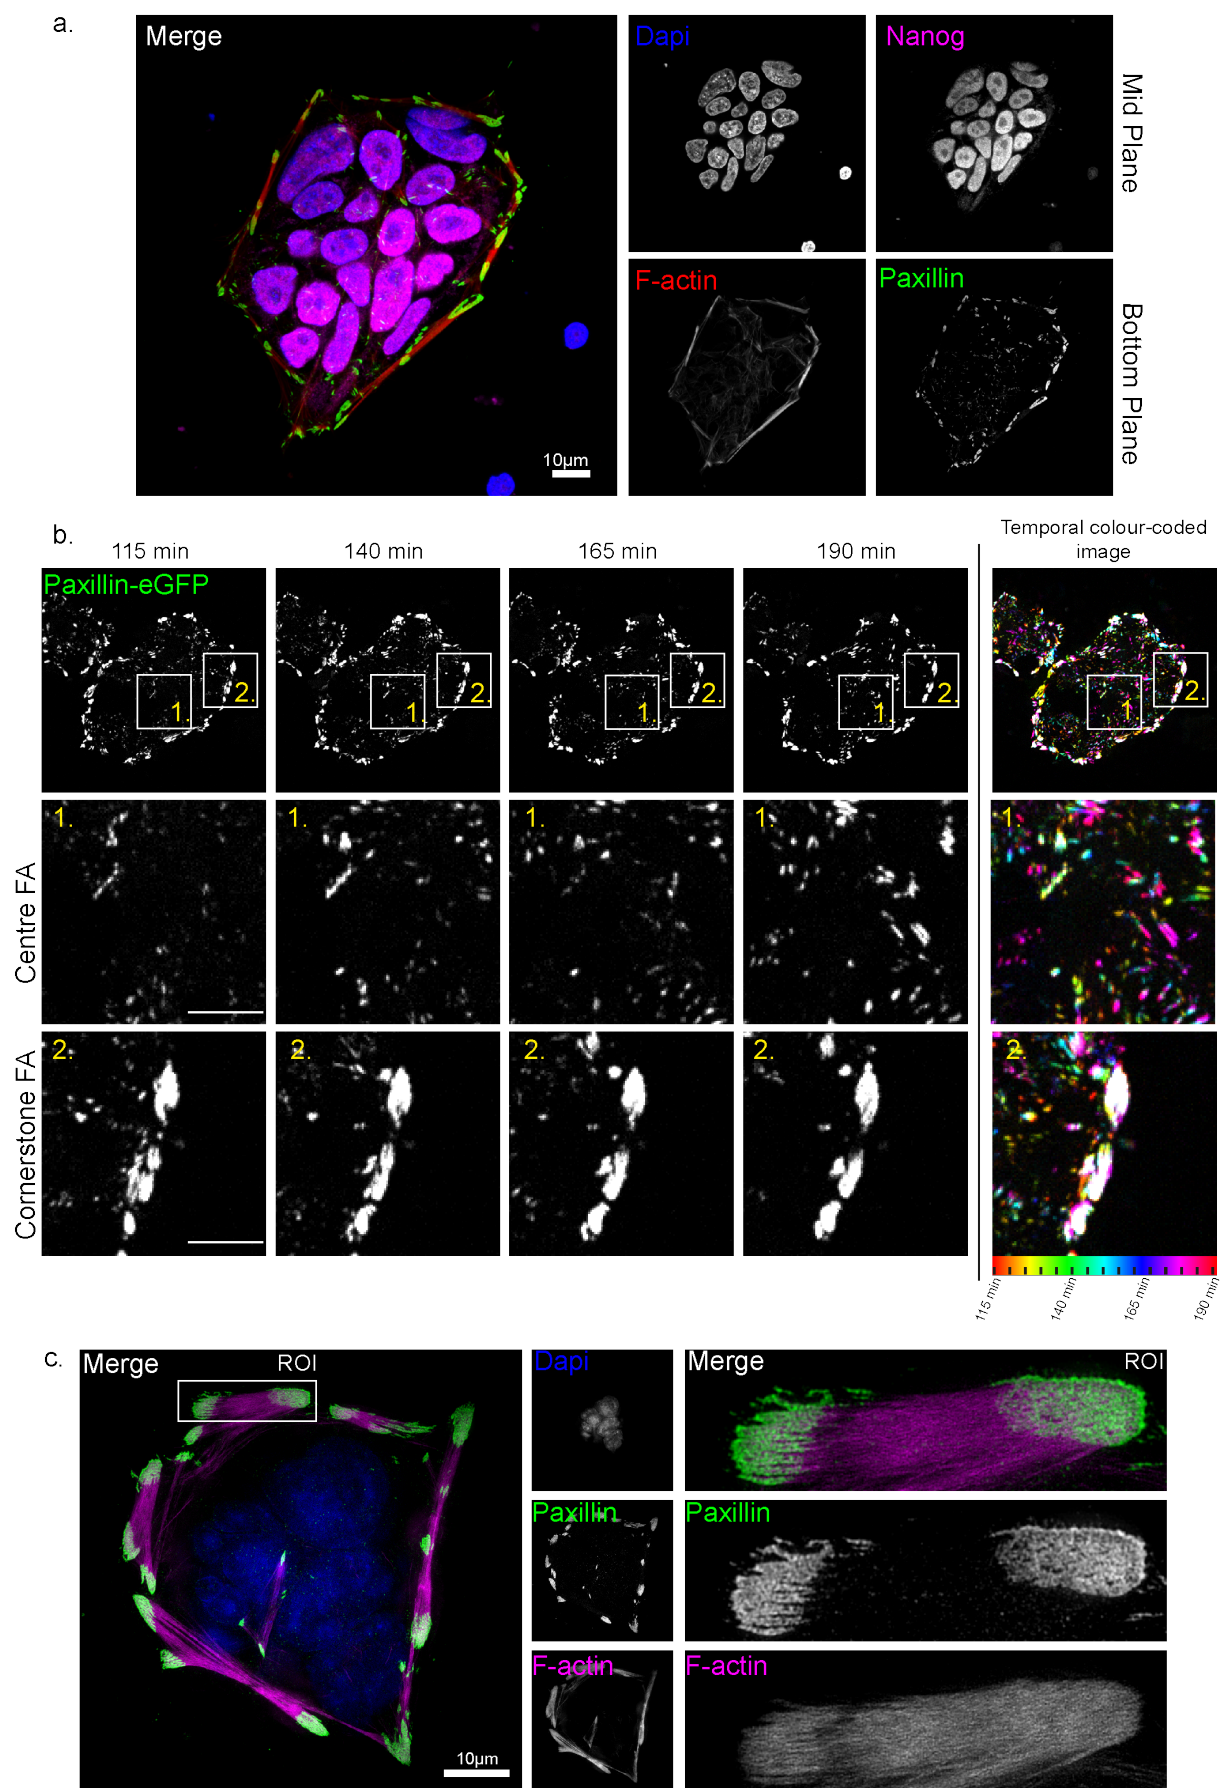 a.
Merge
Dapi
Nanog
Mid Plane
F-actin
Paxillin
Bottom Plane
10µm
b.
115 min
140 min
165 min
190 min
Temporal colour-coded
image
Paxillin-eGFP
1.
2.
1.
2.
1.
2.
1.
2.
1.
2.
Centre FA
1.
1.
1.
1.
1.
Cornerstone FA
2.
2.
2.
2.
2.
115 min
140 min
165 min
190 min
c.
Merge
ROI
Dapi
Merge
ROI
Paxillin
Paxillin
F-actin
F-actin
10µm